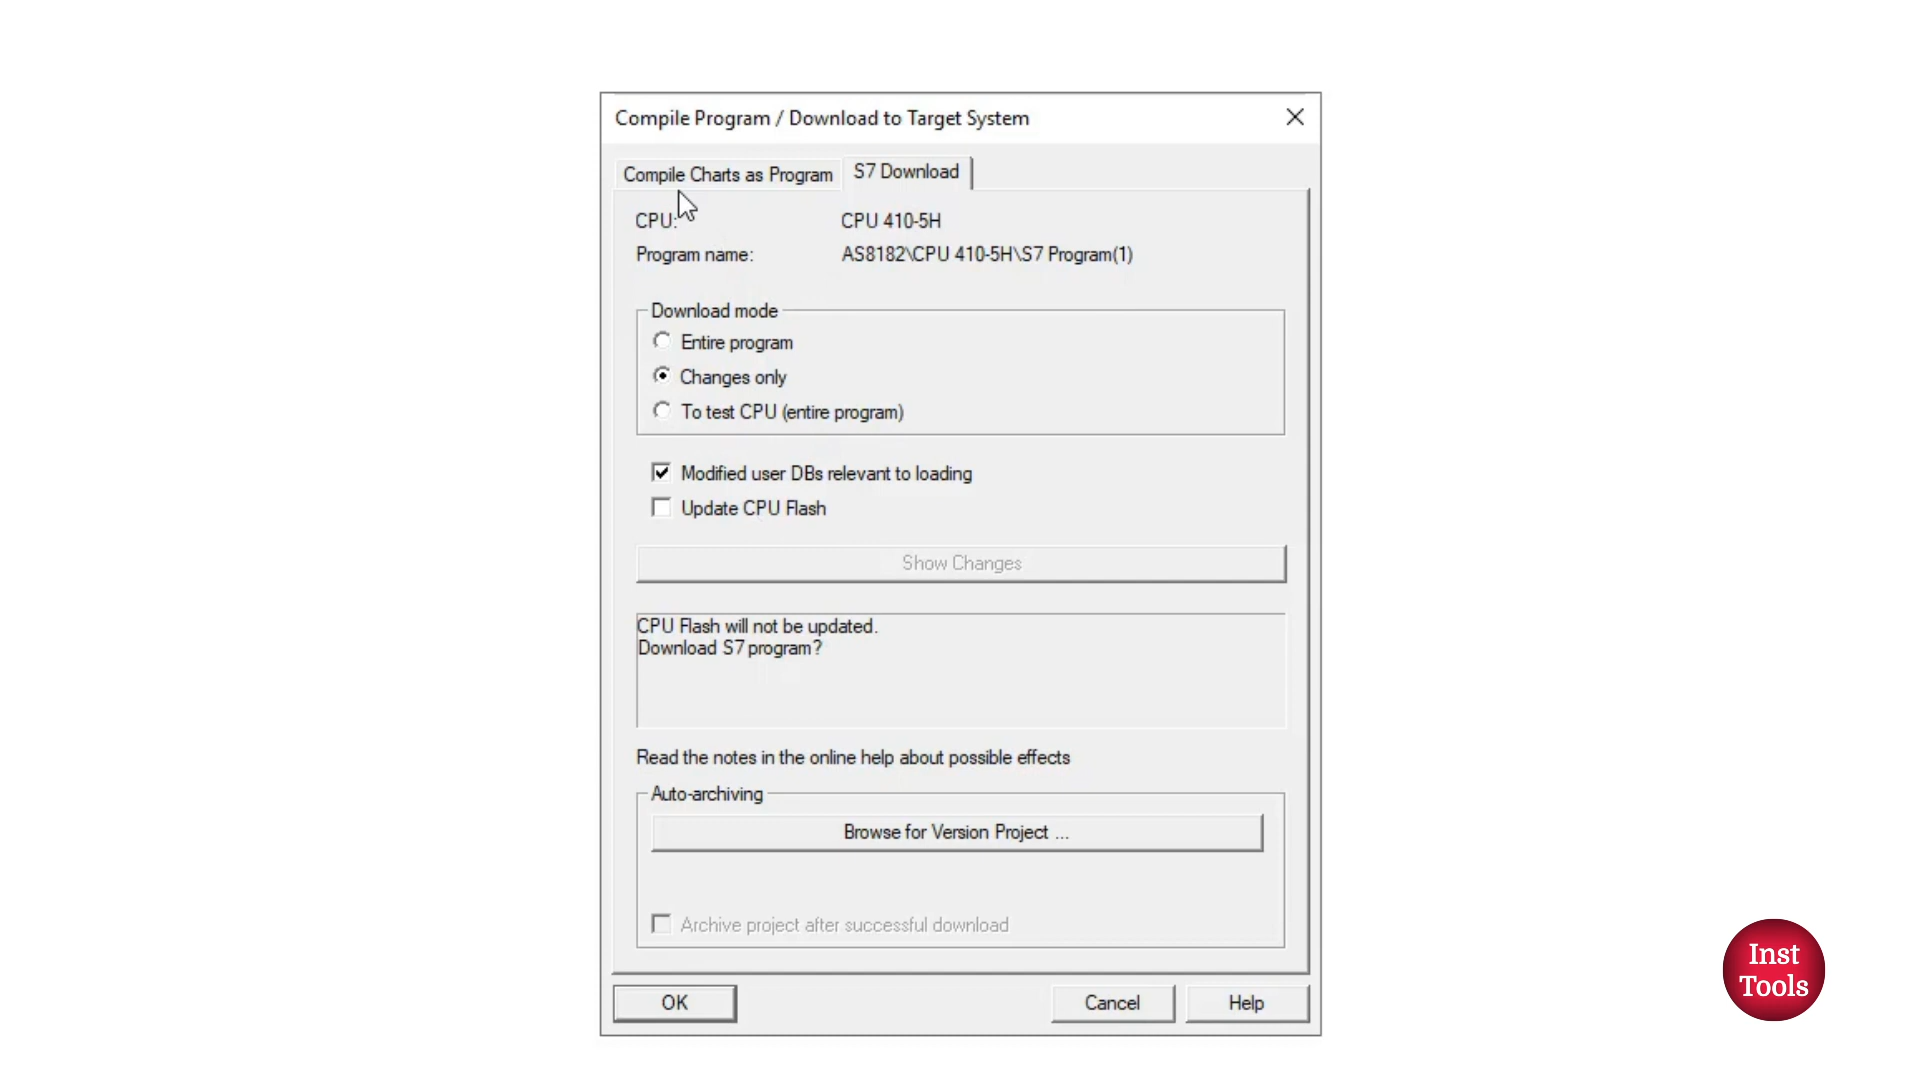 Compile Program / Download to Target System
Compile Charts as Program
S7 Download
CPU:
CPU 410-5H
Program name:
AS8182\CPU 410-5H\S7 Program(1)
Download mode
Entire program
Changes only
To test CPU (entire program)
Modified user DBs relevant to loading
Update CPU Flash
Show Changes
CPU Flash will not be updated.
Download S7 program?
Read the notes in the online help about possible effects
Auto-archiving
Browse for Version Project ...
Archive project after successful download
OK
Cancel
Help
Inst
Tools